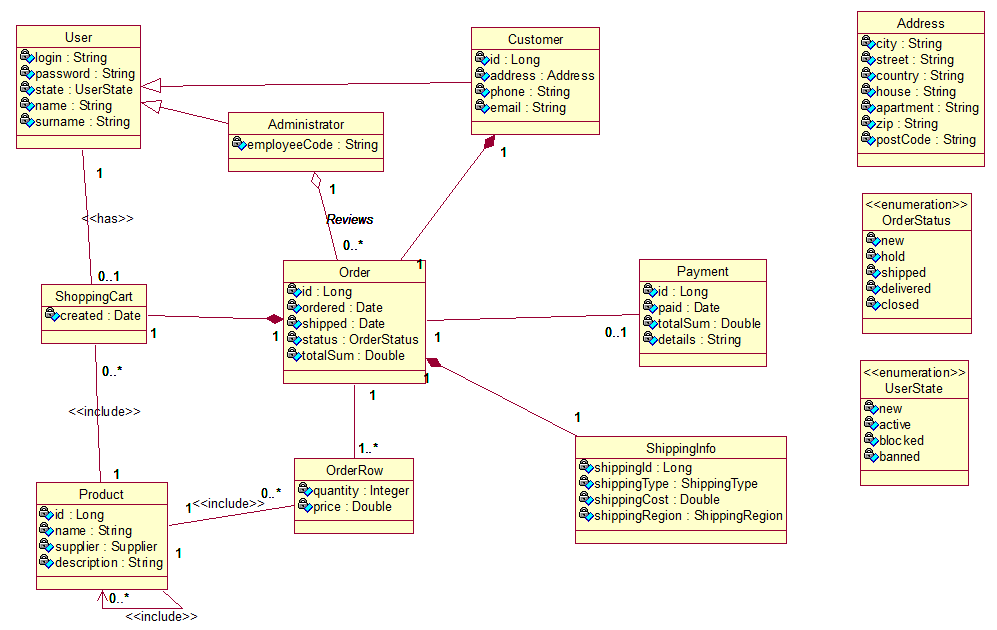 User
login : String
password : String
state : UserState
name : String
surname : String
Customer
id : Long
address : Address
phone : String
email : String
Address
city : String
street : String
country : String
house : String
apartment : String
zip : String
postCode : String
Administrator
employeeCode : String
1
1
1
<<has>>
Reviews
0..*
0..1
1
<<enumeration>>
OrderStatus
new
hold
shipped
delivered
closed
ShoppingCart
created : Date
1
Order
id : Long
ordered : Date
shipped : Date
status : OrderStatus
totalSum : Double
1
1
1
1
Payment
id : Long
paid : Date
totalSum : Double
details : String
0..1
<<enumeration>>
UserState
new
active
blocked
banned
0..*
<<include>>
1
1
1..*
ShippingInfo
shippingId : Long
shippingType : ShippingType
shippingCost : Double
shippingRegion : ShippingRegion
OrderRow
quantity : Integer
price : Double
0..*
<<include>>
1
Product
id : Long
name : String
supplier : Supplier
description : String
1
0..*
<<include>>